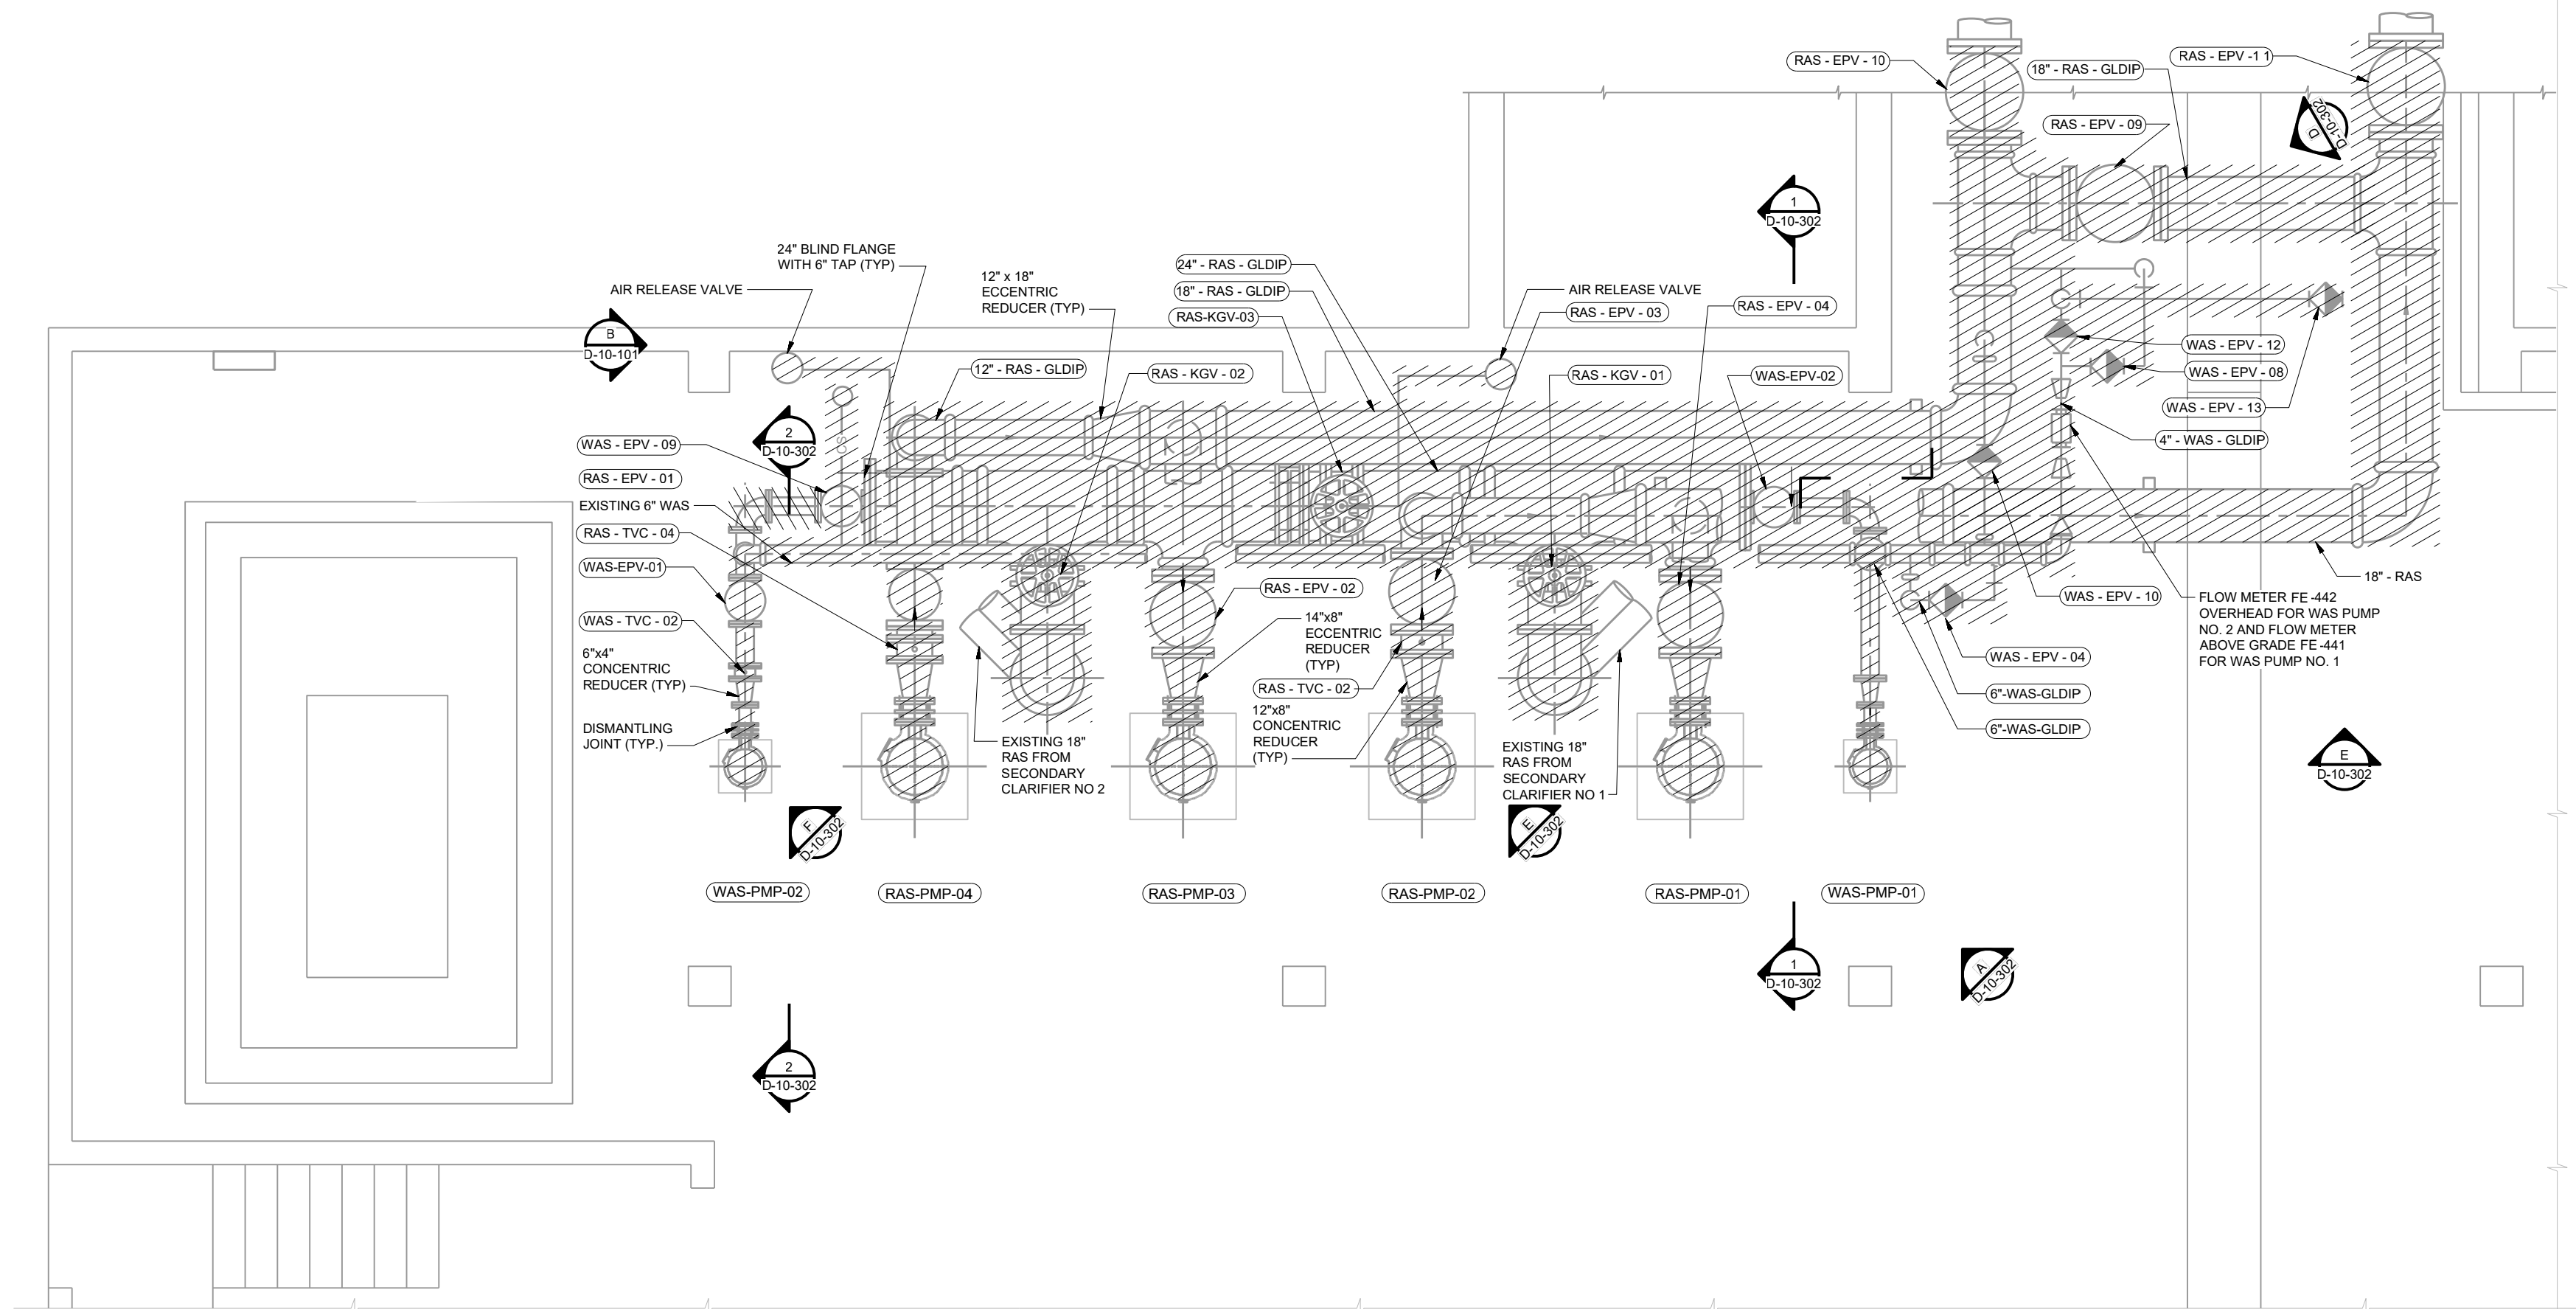 RAS - EPV - 10
18" - RAS - GLDIP
RAS - EPV -1 1
RAS - EPV - 09
D
D-10-302
1
D-10-302
24" BLIND FLANGE
WITH 6" TAP (TYP)
AIR RELEASE VALVE
12" x 18"
ECCENTRIC
REDUCER (TYP)
24" - RAS - GLDIP
18" - RAS - GLDIP
RAS-KGV-03
AIR RELEASE VALVE
RAS - EPV - 03
RAS - EPV - 04
B
D-10-101
12" - RAS - GLDIP
RAS - KGV - 02
RAS - KGV - 01
WAS-EPV-02
WAS - EPV - 12
WAS - EPV - 08
WAS - EPV - 13
4" - WAS - GLDIP
2
D-10-302
CS
WAS - EPV - 09
RAS - EPV - 01
EXISTING 6" WAS
RAS - TVC - 04
WAS-EPV-01
WAS - TVC - 02
6"x4"
CONCENTRIC
REDUCER (TYP)
DISMANTLING
JOINT (TYP.)
RAS - EPV - 02
14"x8"
ECCENTRIC
REDUCER
(TYP)
RAS - TVC - 02
12"x8"
CONCENTRIC
REDUCER
(TYP)
EXISTING 18"
RAS FROM
SECONDARY
CLARIFIER NO 2
EXISTING 18"
RAS FROM
SECONDARY
CLARIFIER NO 1
18" - RAS
WAS - EPV - 10
FLOW METER FE-442
OVERHEAD FOR WAS PUMP
NO. 2 AND FLOW METER
ABOVE GRADE FE-441
FOR WAS PUMP NO. 1
WAS - EPV - 04
6"-WAS-GLDIP
6"-WAS-GLDIP
E
D-10-302
F
D-10-302
E
D-10-302
WAS-PMP-02
RAS-PMP-04
RAS-PMP-03
RAS-PMP-02
RAS-PMP-01
WAS-PMP-01
1
D-10-302
A
D-10-302
2
D-10-302